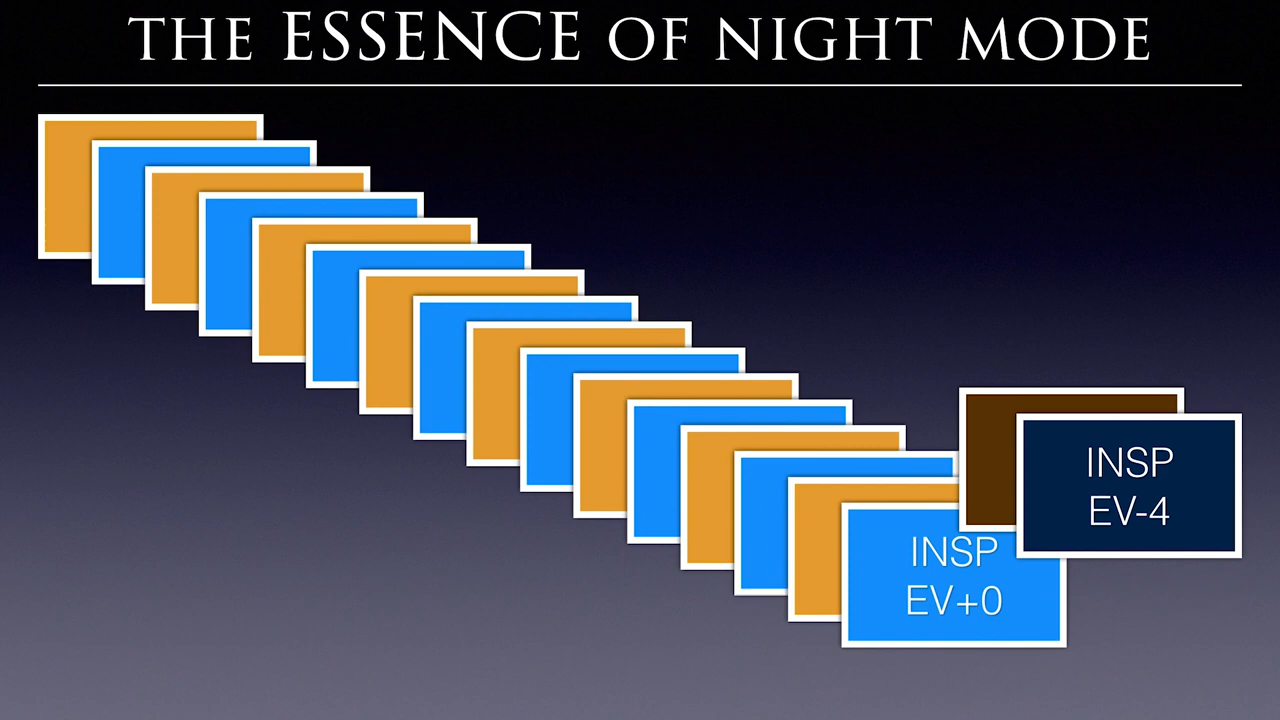 THE ESSENCE OF NIGHT MODE
INSP
EV-4
INSP
EV+0